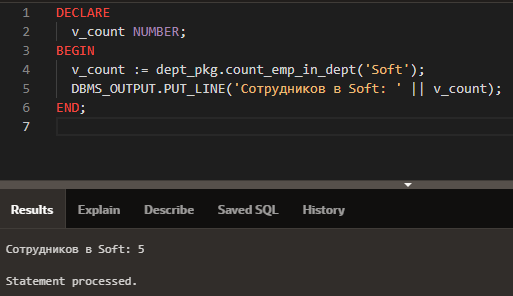 1 DECLARE
2 v_count NUMBER;
3 BEGIN
4 v_count := dept_pkg.count_emp_in_dept('Soft');
5 DBMS_OUTPUT.PUT_LINE('Сотрудников в Soft: ' || v_count);
6 END;
7
Results Explain Describe Saved SQL History
Сотрудников в Soft: 5
Statement processed.